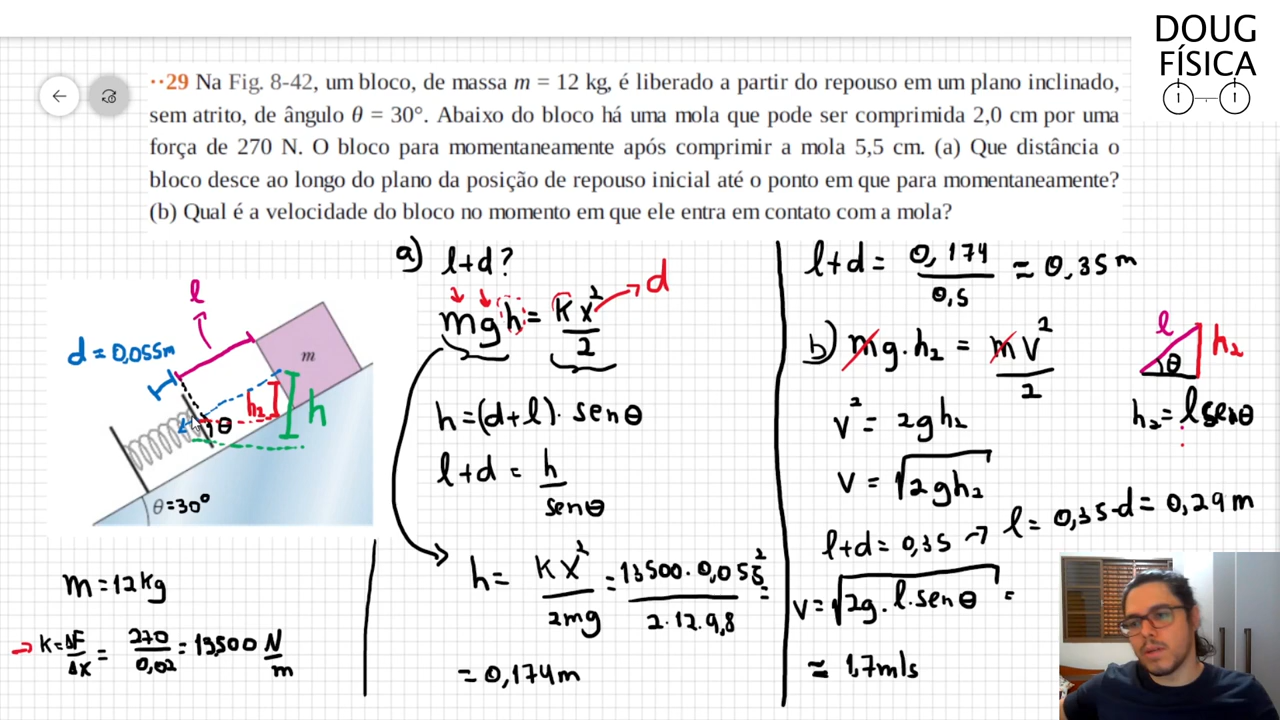 DOUG
FÍSICA
··29 Na Fig. 8-42, um bloco, de massa m = 12 kg, é liberado a partir do repouso em um plano inclinado,
sem atrito, de ângulo θ = 30°. Abaixo do bloco há uma mola que pode ser comprimida 2,0 cm por uma
força de 270 N. O bloco para momentaneamente após comprimir a mola 5,5 cm. (a) Que distância o
bloco desce ao longo do plano da posição de repouso inicial até o ponto em que para momentaneamente?
(b) Qual é a velocidade do bloco no momento em que ele entra em contato com a mola?
l
d = 0,055m
m
h2
h
θ
θ=30°
m = 12kg
→ K = ΔF/Δx = 270/0,02 = 13500 N/m
a) l+d?
mgh = kx²/2 → d
h = (d+l) · senθ
l+d = h/senθ
h = Kx²/2mg = 13500 · 0,055²/2.12.9,8 =
= 0,174m
l+d = 0,174/0,5 ≈ 0,35 m
b) mg.h2 = mv²/2
v² = 2gh2
v = √2gh2
l+d = 0,35 → l = 0,35-d = 0,29 m
v = √2g.l.senθ =
≈ 1,7m/s
l
h2
θ
h2 = lsenθ